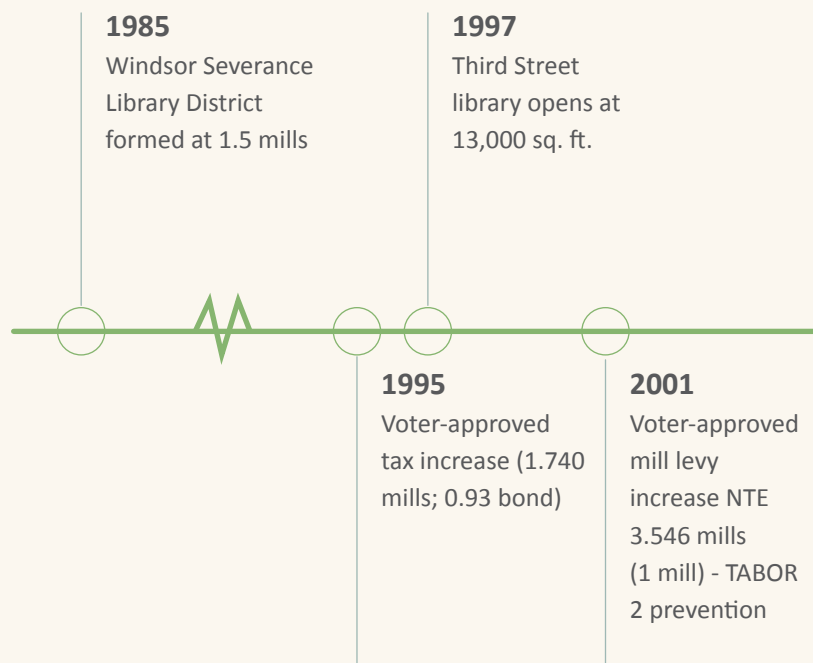 1985
Windsor Severance
Library District
formed at 1.5 mills
1997
Third Street
library opens at
13,000 sq. ft.
1995
Voter-approved
tax increase (1.740
mills; 0.93 bond)
2001
Voter-approved
mill levy
increase NTE
3.546 mills
(1 mill) - TABOR
2 prevention